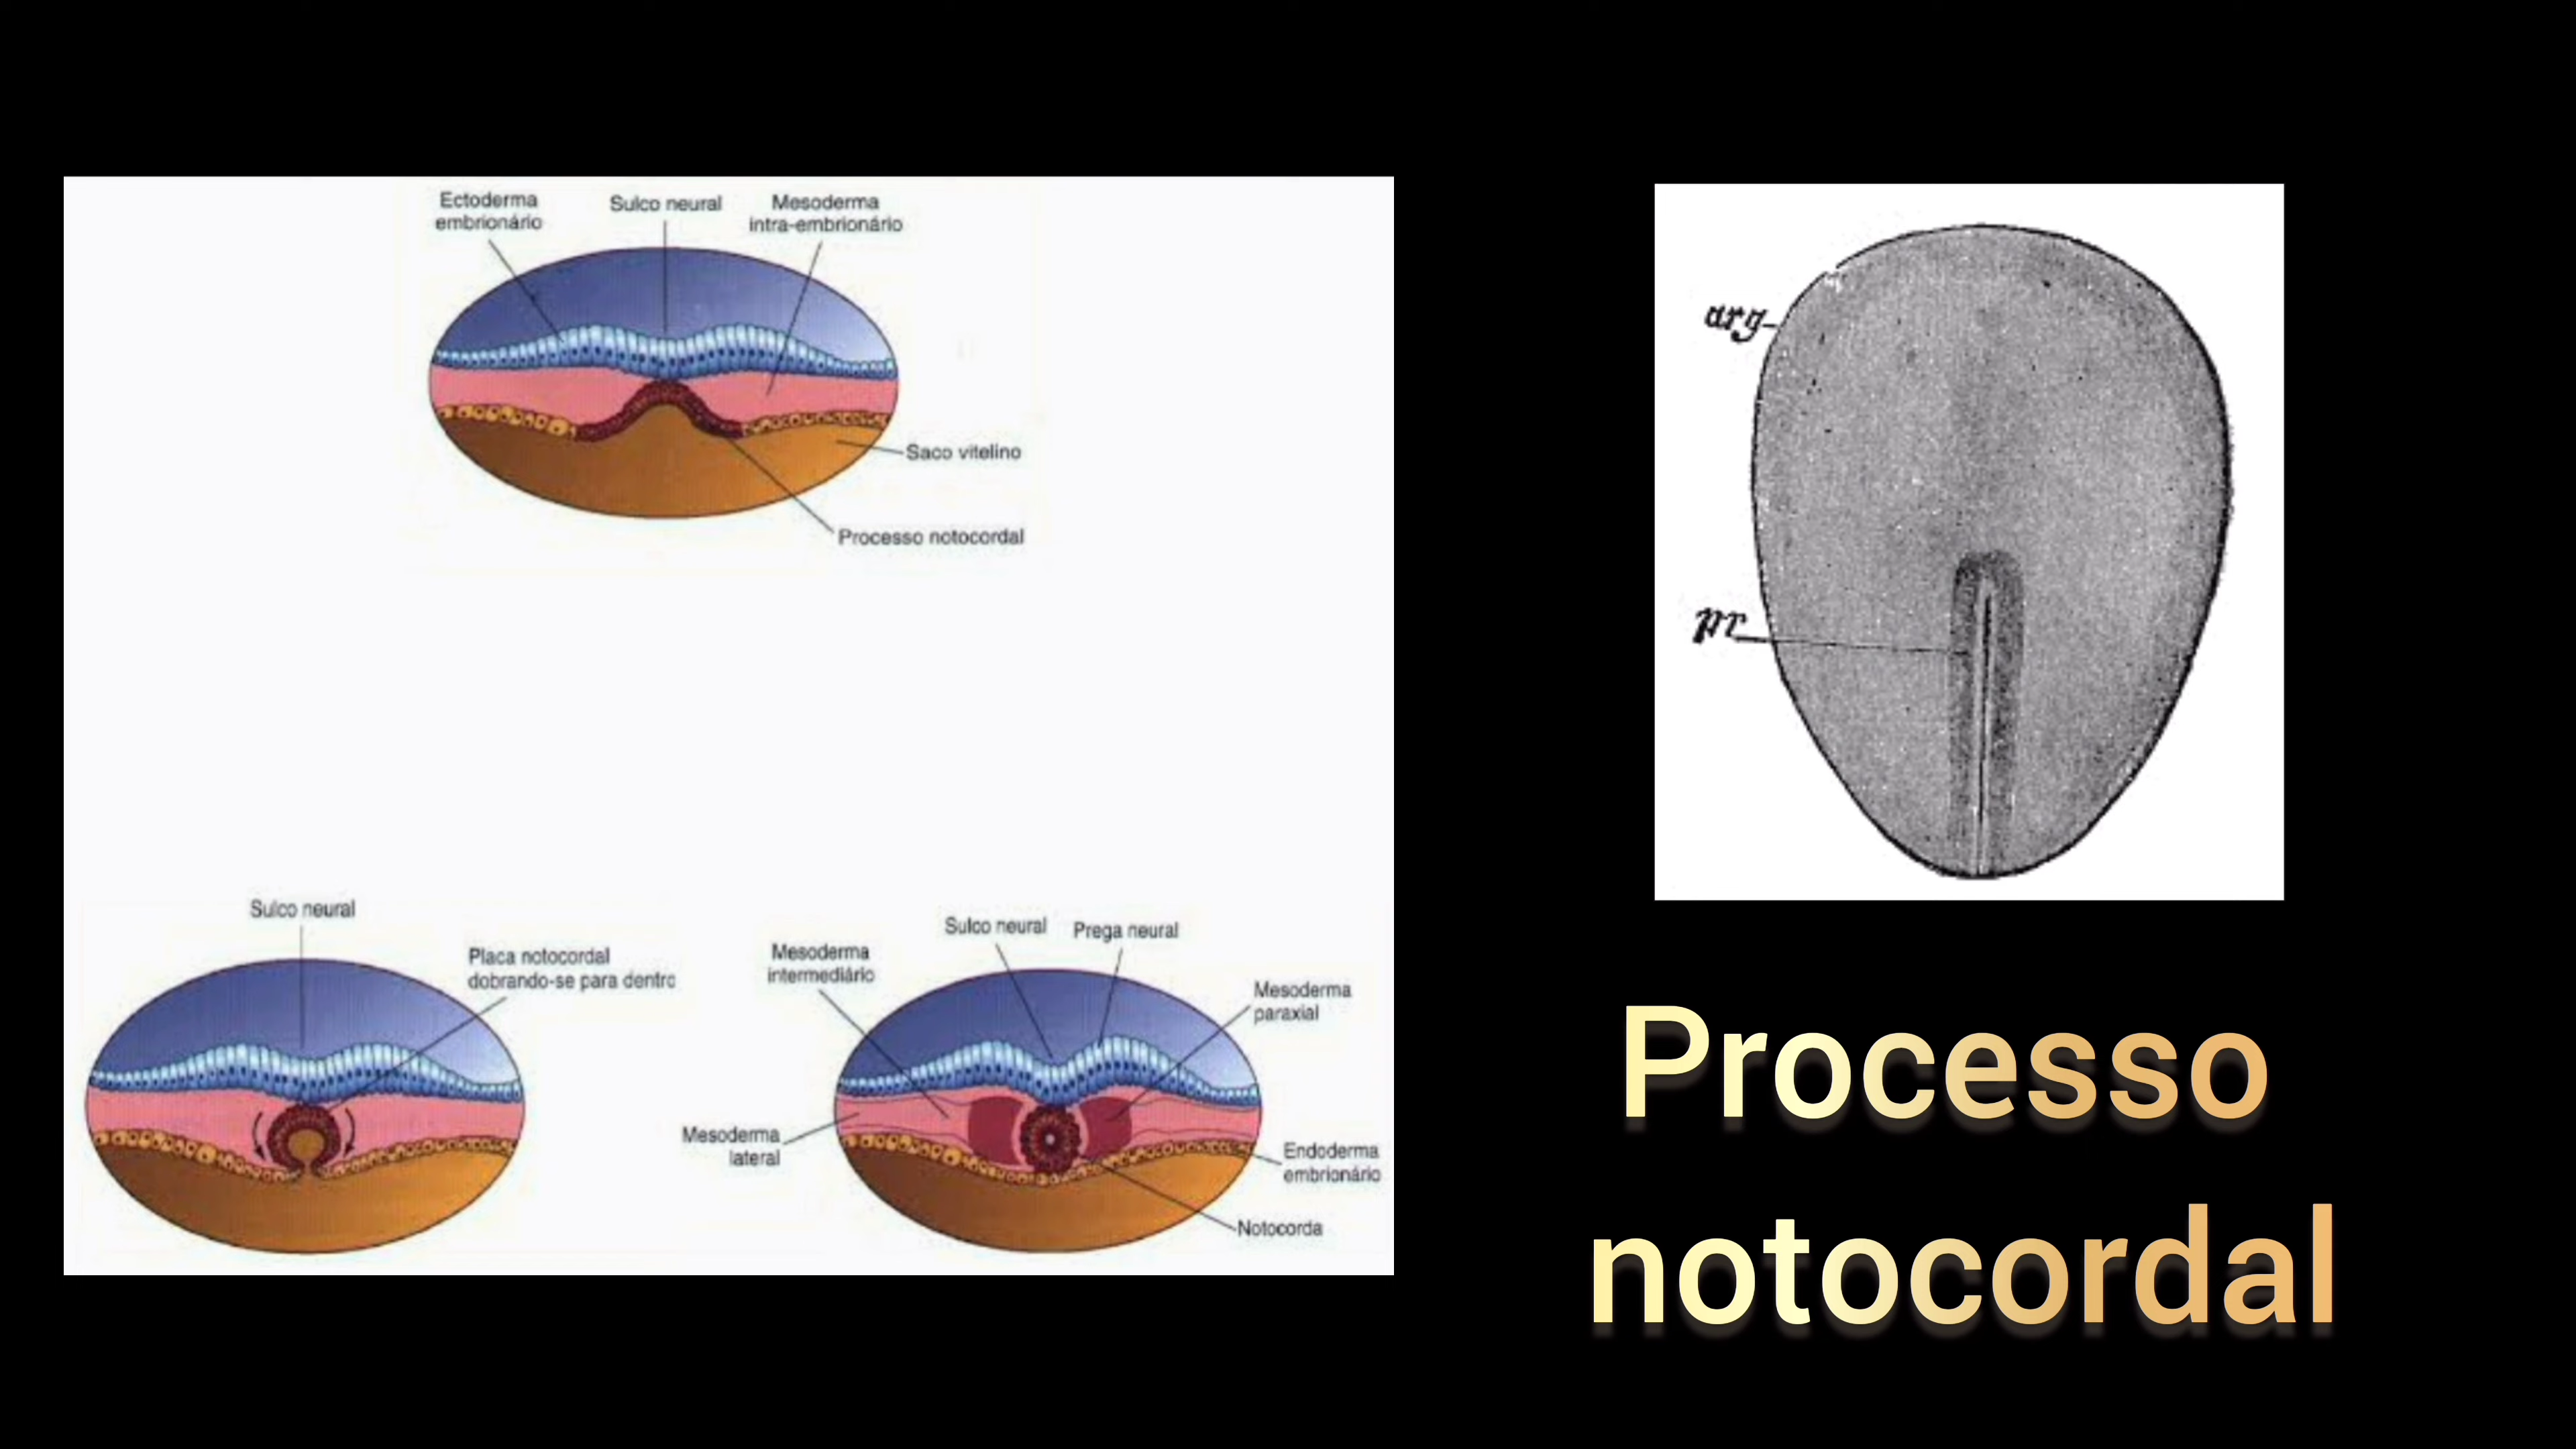 Ectoderma
embrionário
Sulco neural
Mesoderma
intra-embrionário
Saco vitelino
Processo notocordal
Sulco neural
Placa notocordal
dobrando-se para dentro
Mesoderma
intermediário
Sulco neural
Prega neural
Mesoderma
paraxial
Mesoderma
lateral
Endoderma
embrionário
Notocorda
arg
pr
Processo
notocordal